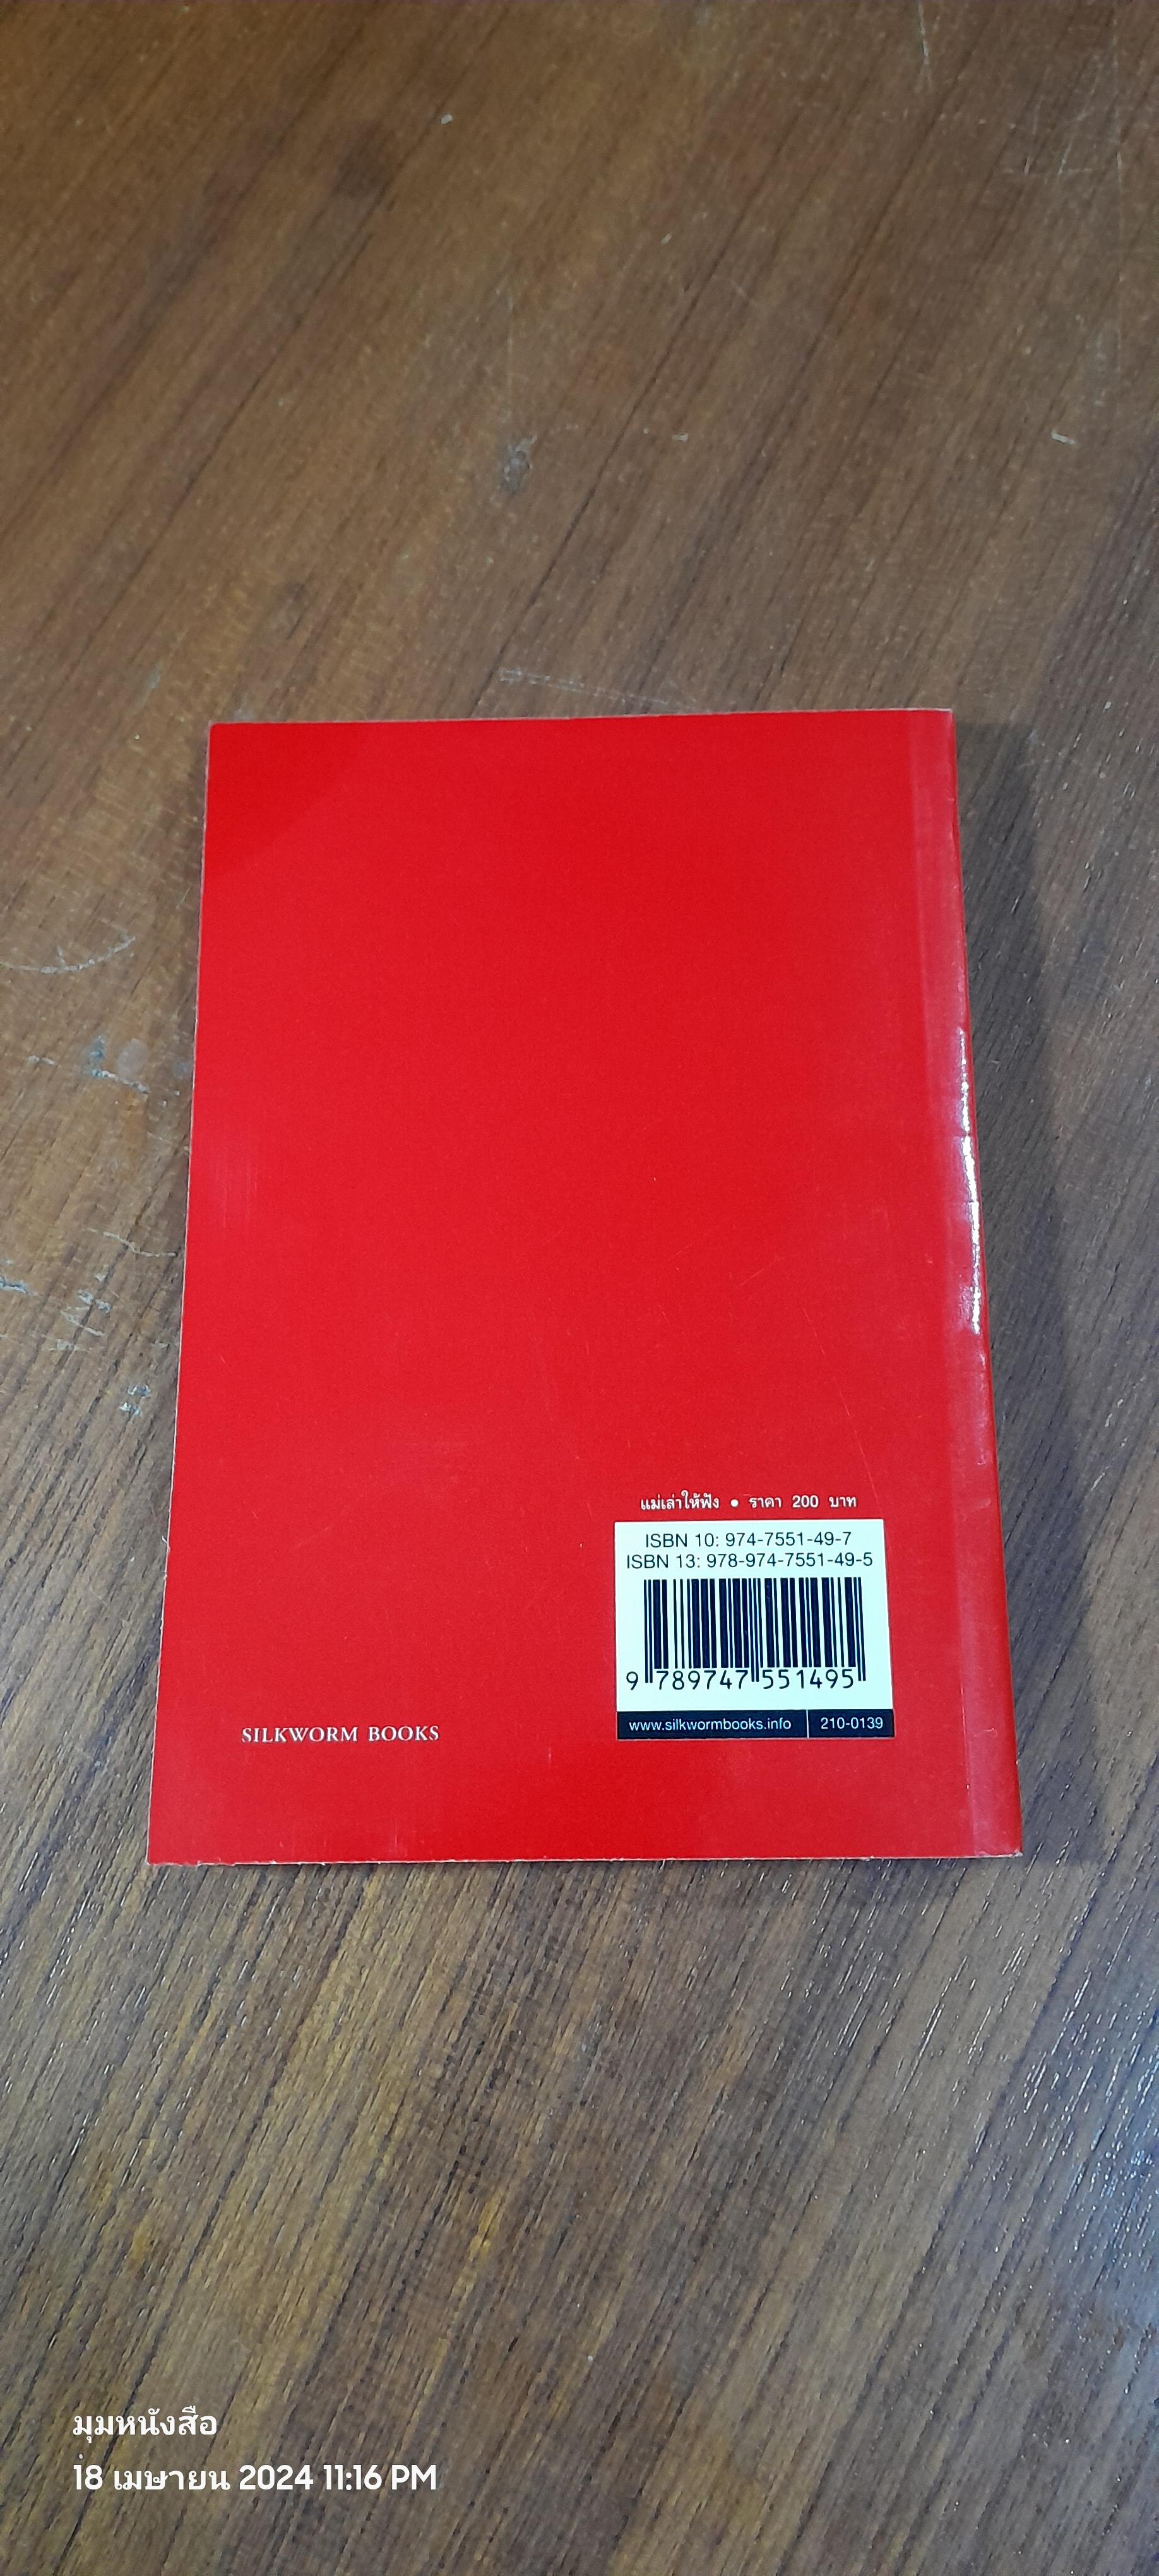 แม่เล่าให้ฟัง • ราคา 200 บาท
ISBN 10: 974-7551-49-7
ISBN 13: 978-974-7551-49-5
9 789747 551495
www.silkwormbooks.info 210-0139
SILKWORM BOOKS
มุมหนังสือ
18 เมษายน 2024 11:16 PM